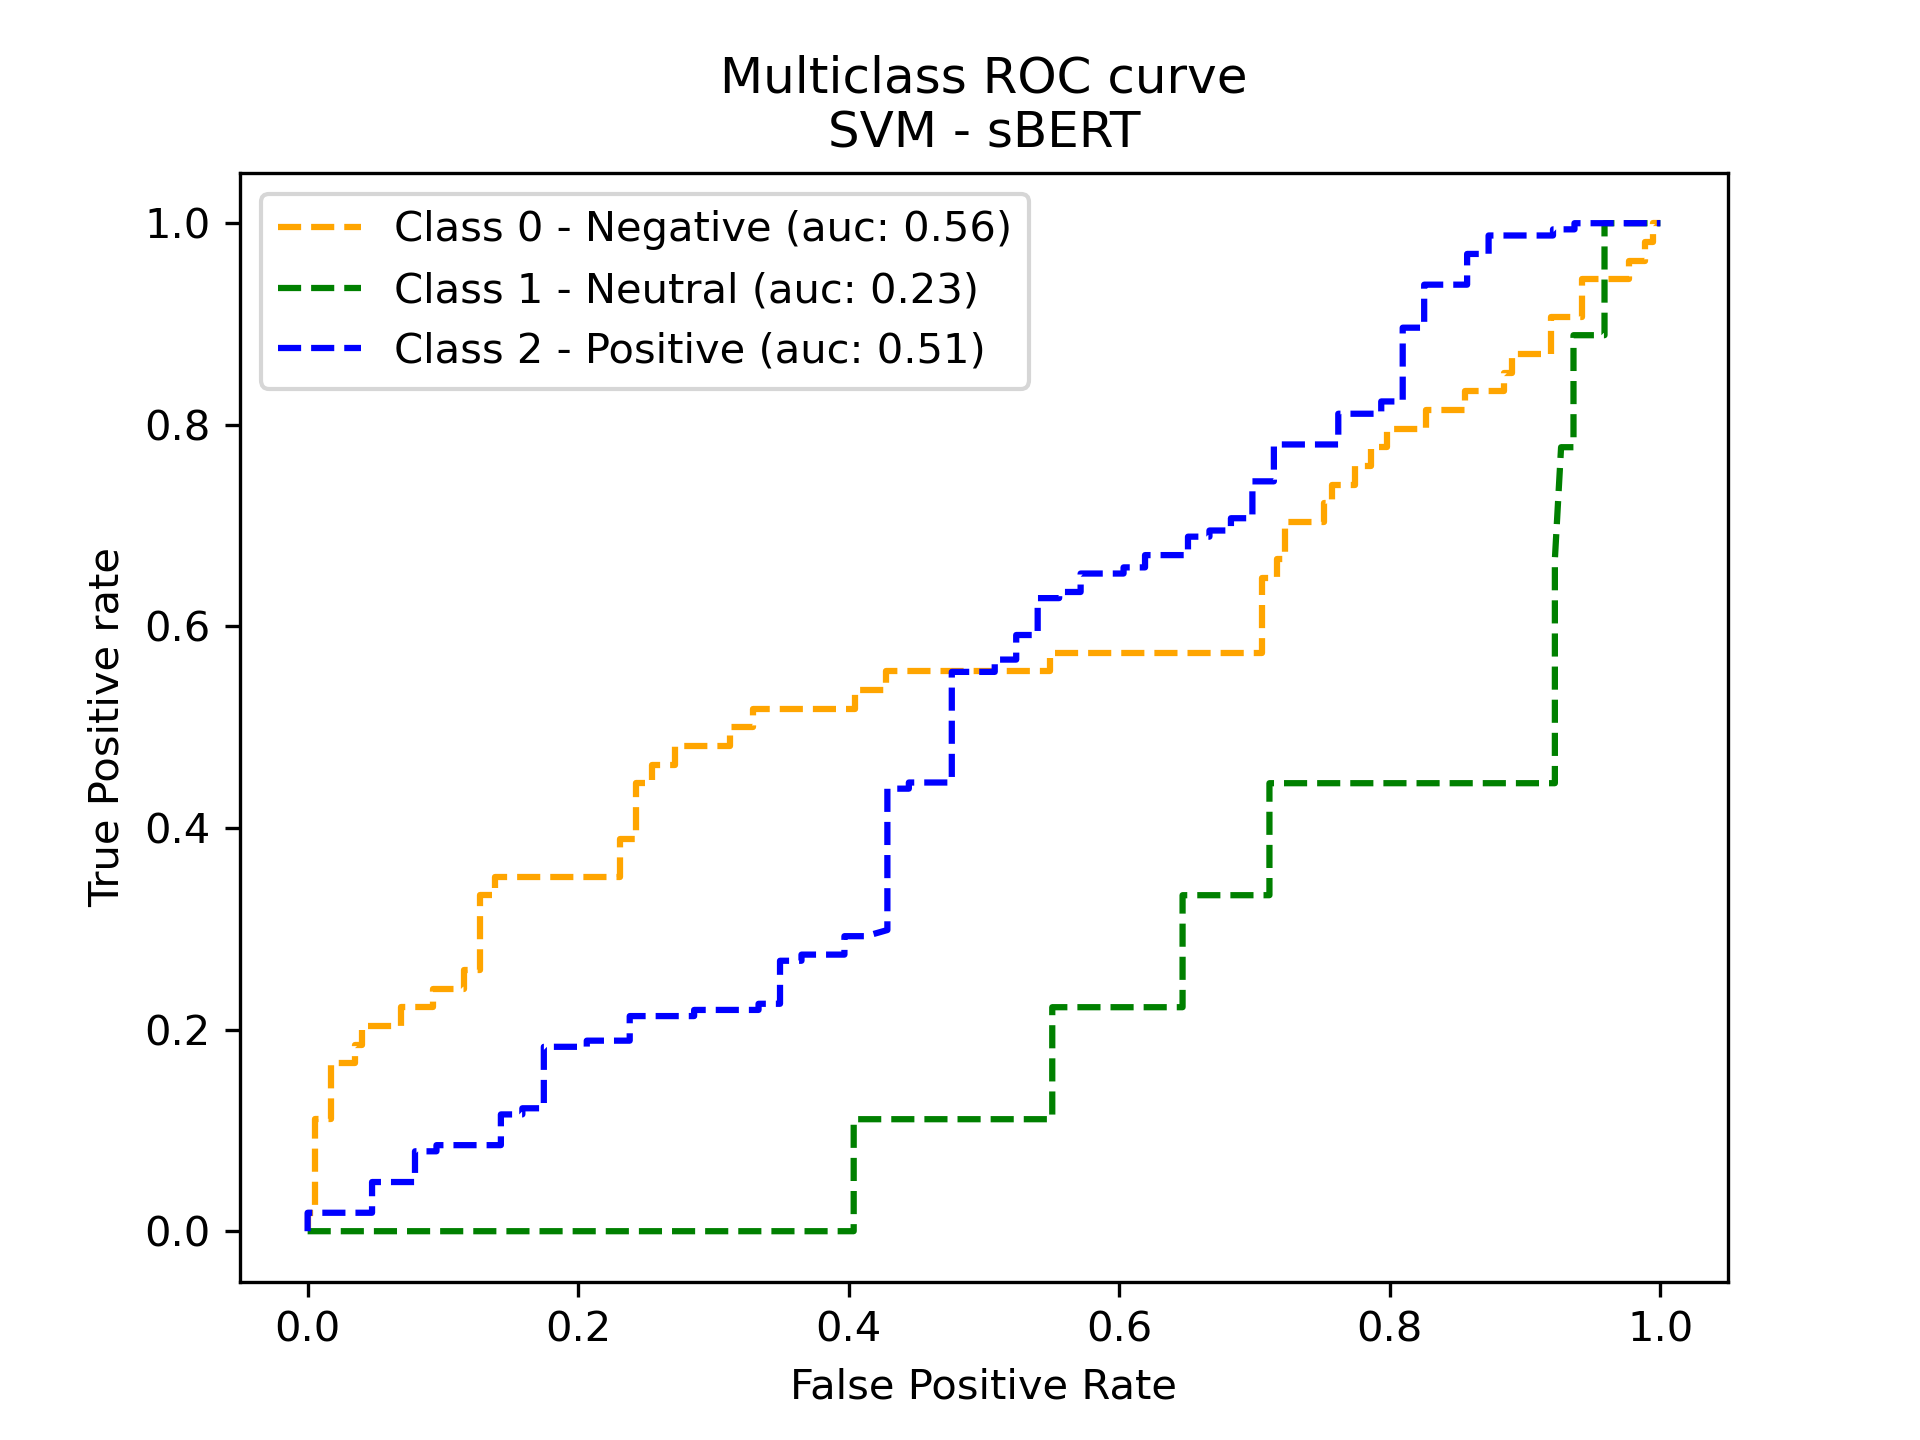 Multiclass ROC curve
SVM - sBERT
Class 0 - Negative (auc: 0.56)
Class 1 - Neutral (auc: 0.23)
Class 2 - Positive (auc: 0.51)
True Positive rate
1.0
0.8
0.6
0.4
0.2
0.0
0.0 0.2 0.4 0.6 0.8 1.0
False Positive Rate